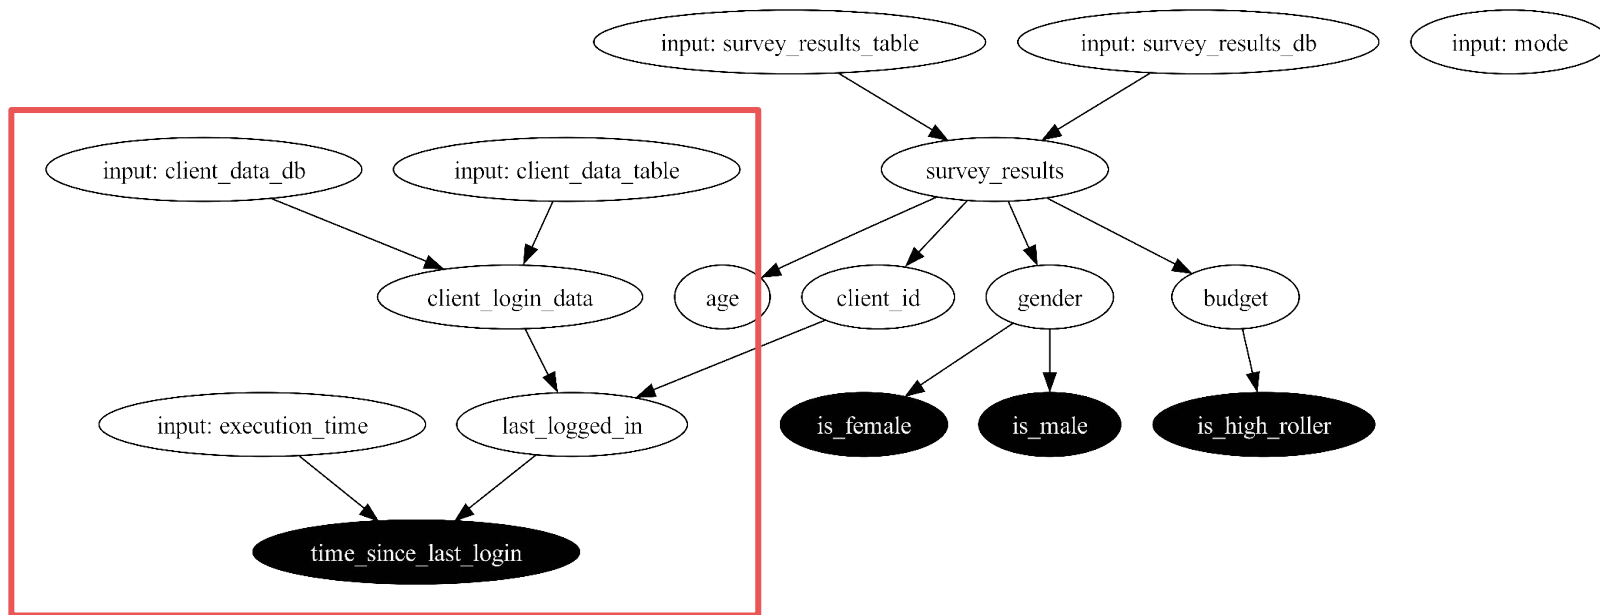 input: survey_results_table
input: survey_results_db
input: mode
input: client_data_db
input: client_data_table
survey_results
client_login_data
age
client_id
gender
budget
input: execution_time
last_logged_in
is_female
is_male
is_high_roller
time_since_last_login